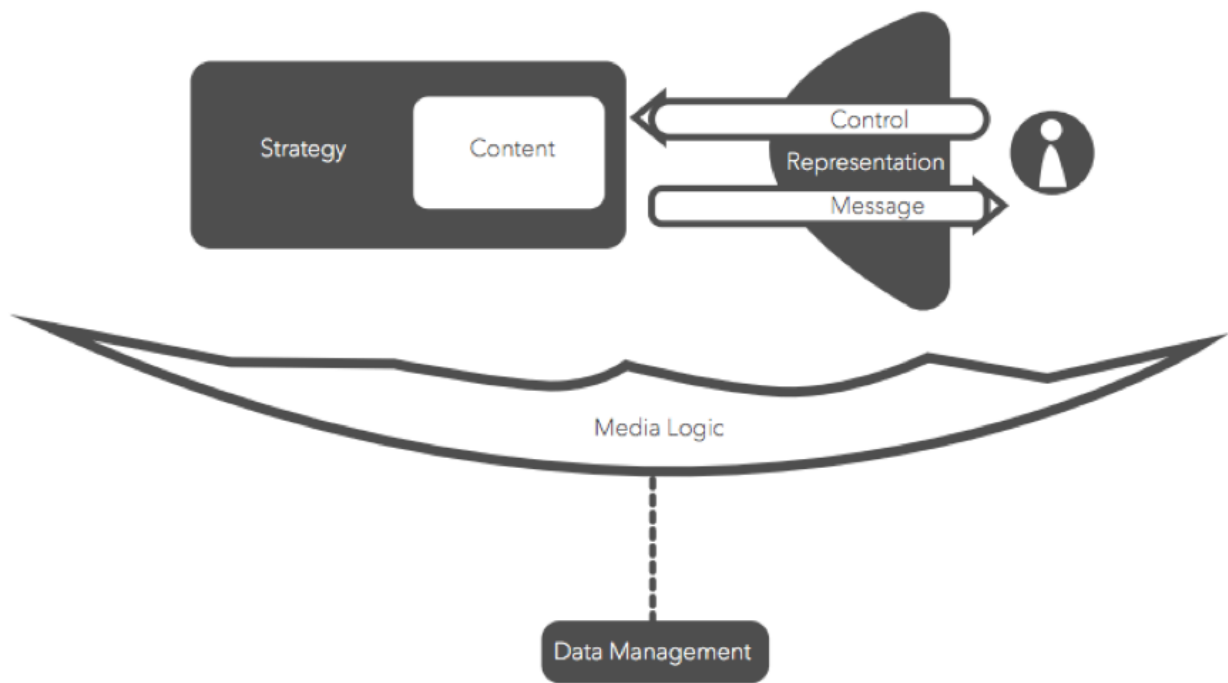 Control
Strategy
Content
Representation
Message
Media Logic
Data Management